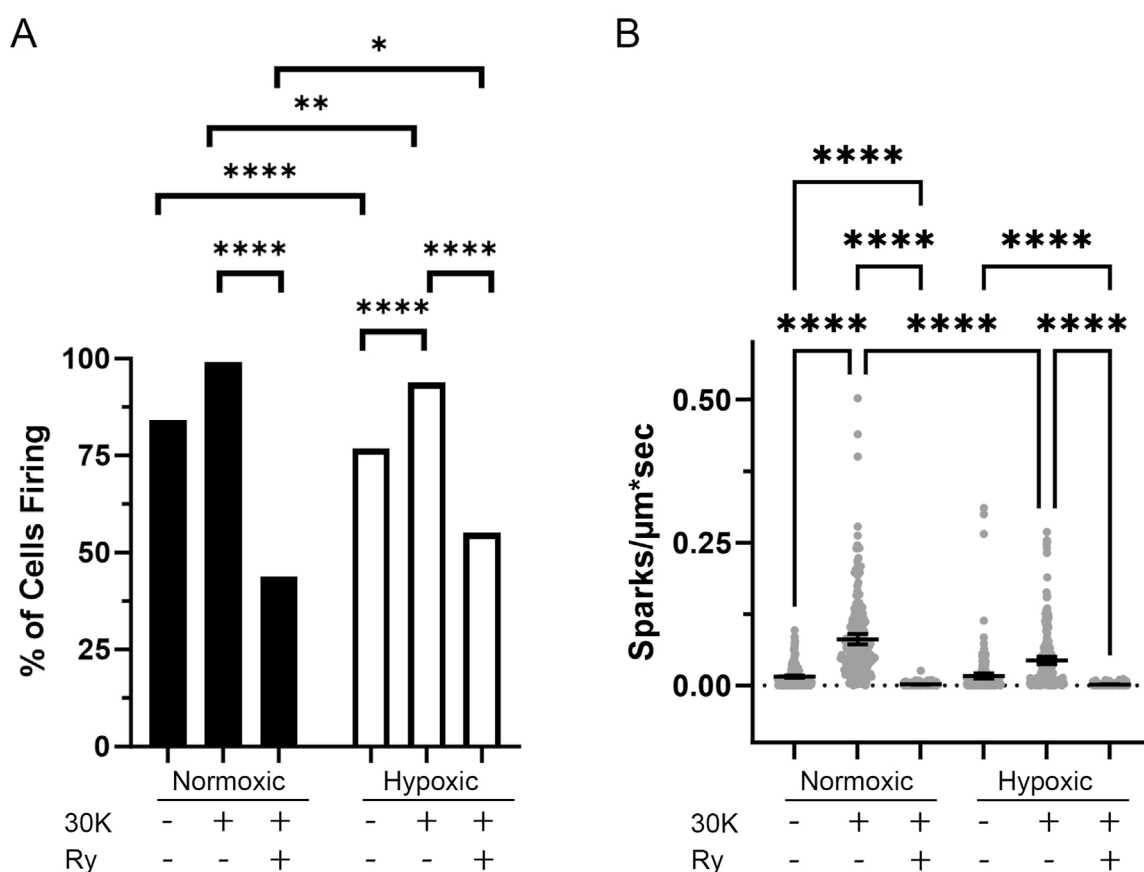 A
*
**
****
**** ****
****
100
75
50
25
0
% of Cells Firing
Normoxic Hypoxic
30K - + + - + +
Ry - - + - - +
B
****
**** ****
**** **** ****
0.50
0.25
0.00
Sparks/μm*sec
Normoxic Hypoxic
30K - + + - + +
Ry - - + - - +